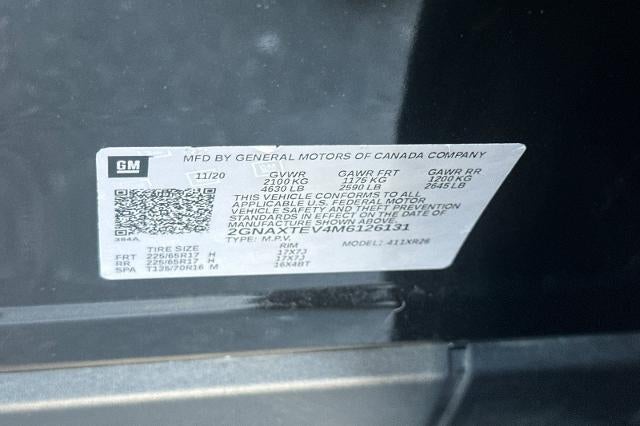 GM
MFD BY GENERAL MOTORS OF CANADA COMPANY
11/20 GVWR GAWR FRT GAWR RR
2100 KG 1175 KG 1200 KG
4630 LB 2590 LB 2645 LB
THIS VEHICLE CONFORMS TO ALL
APPLICABLE U.S. FEDERAL MOTOR
VEHICLE SAFETY AND THEFT PREVENTION
STANDARDS IN EFFECT ON THE DATE OF
MANUFACTURE SHOWN ABOVE.
2GNAXTEV4M6126131
TYPE: M.P.V. MODEL: 411XR26
384A
TIRE SIZE RIM
FRT 225/65R17 H 17X7J
RR 225/65R17 H 17X7J
SPA T135/70R16 M 16X4BT